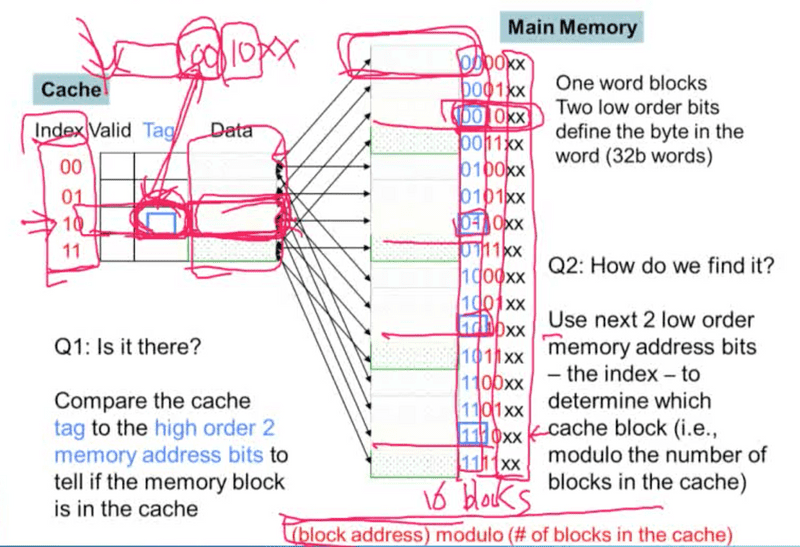 00 10xx
Main Memory
Cache
Index Valid Tag Data
00
01
10
11
0000xx
0001xx
0010xx
0011xx
0100xx
0101xx
0110xx
0111xx
1000xx
1001xx
1010xx
1011xx
1100xx
1101xx
1110xx
1111xx
One word blocks
Two low order bits
define the byte in the
word (32b words)
Q2: How do we find it?
Use next 2 low order
memory address bits
– the index – to
determine which
cache block (i.e.,
modulo the number of
blocks in the cache)
Q1: Is it there?
Compare the cache
tag to the high order 2
memory address bits to
tell if the memory block
is in the cache
16 blocks
(block address) modulo (# of blocks in the cache)